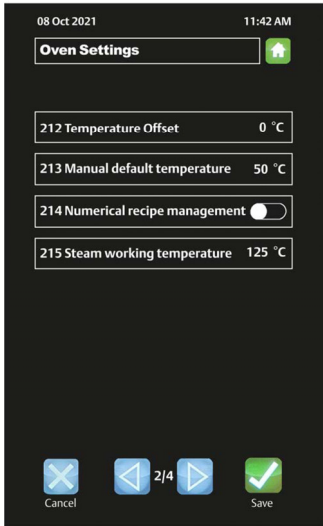 08 Oct 2021 11:42 AM
Oven Settings
212 Temperature Offset 0 °C
213 Manual default temperature 50 °C
214 Numerical recipe management
215 Steam working temperature 125 °C
2/4
Cancel Save